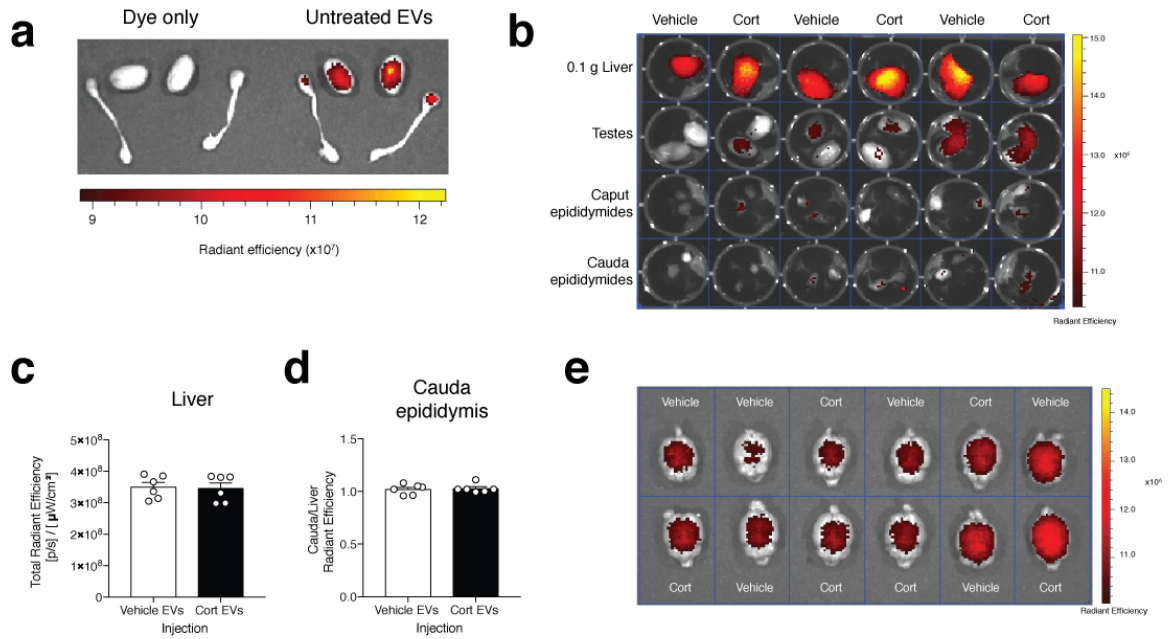 a
Dye only
Untreated EVs
9
10
11
12
Radiant efficiency (x10⁷)
b
Vehicle
Cort
Vehicle
Cort
Vehicle
Cort
0.1 g Liver
Testes
Caput
epididymides
Cauda
epididymides
15.0
14.0
13.0
x10⁶
12.0
11.0
Radiant Efficiency
c
Liver
Total Radiant Efficiency
[p/s] / [µW/cm²]
5×10⁸
4×10⁸
3×10⁸
2×10⁸
1×10⁸
0
Vehicle EVs
Cort EVs
Injection
d
Cauda
epididymis
Cauda/Liver
Radiant Efficiency
1.5
1.0
0.5
0.0
Vehicle EVs
Cort EVs
Injection
e
Vehicle
Vehicle
Cort
Vehicle
Cort
Vehicle
Cort
Vehicle
Cort
Cort
Vehicle
Cort
14.0
13.0
x10⁶
12.0
11.0
Radiant Efficiency